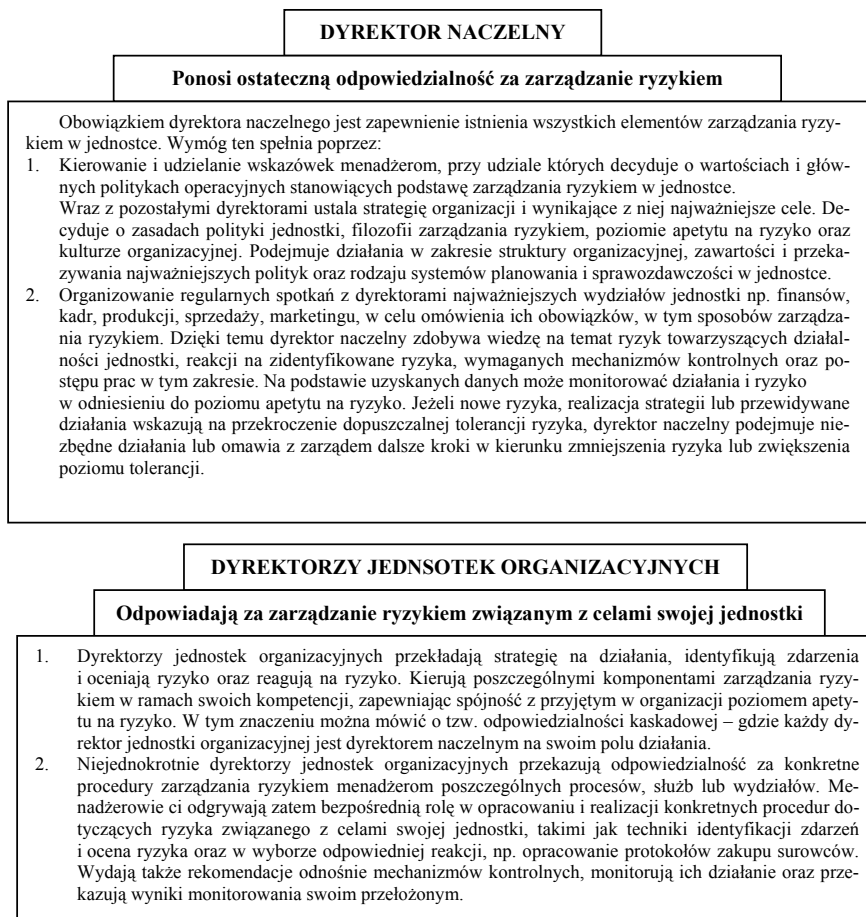 DYREKTOR NACZELNY
Ponosi ostateczną odpowiedzialność za zarządzanie ryzykiem
Obowiązkiem dyrektora naczelnego jest zapewnienie istnienia wszystkich elementów zarządzania ryzy-
kiem w jednostce. Wymóg ten spełnia poprzez:
1. Kierowanie i udzielanie wskazówek menadżerom, przy udziale których decyduje o wartościach i głów-
nych politykach operacyjnych stanowiących podstawę zarządzania ryzykiem w jednostce.
Wraz z pozostałymi dyrektorami ustala strategię organizacji i wynikające z niej najważniejsze cele. De-
cyduje o zasadach polityki jednostki, filozofii zarządzania ryzykiem, poziomie apetytu na ryzyko oraz
kulturze organizacyjnej. Podejmuje działania w zakresie struktury organizacyjnej, zawartości i przeka-
zywania najważniejszych polityk oraz rodzaju systemów planowania i sprawozdawczości w jednostce.
2. Organizowanie regularnych spotkań z dyrektorami najważniejszych wydziałów jednostki np. finansów,
kadr, produkcji, sprzedaży, marketingu, w celu omówienia ich obowiązków, w tym sposobów zarządza-
nia ryzykiem. Dzięki temu dyrektor naczelny zdobywa wiedzę na temat ryzyk towarzyszących działal-
ności jednostki, reakcji na zidentyfikowane ryzyka, wymaganych mechanizmów kontrolnych oraz po-
stępu prac w tym zakresie. Na podstawie uzyskanych danych może monitorować działania i ryzyko
w odniesieniu do poziomu apetytu na ryzyko. Jeżeli nowe ryzyka, realizacja strategii lub przewidywane
działania wskazują na przekroczenie dopuszczalnej tolerancji ryzyka, dyrektor naczelny podejmuje nie-
zbędne działania lub omawia z zarządem dalsze kroki w kierunku zmniejszenia ryzyka lub zwiększenia
poziomu tolerancji.
DYREKTORZY JEDNSOTEK ORGANIZACYJNYCH
Odpowiadają za zarządzanie ryzykiem związanym z celami swojej jednostki
1. Dyrektorzy jednostek organizacyjnych przekładają strategię na działania, identyfikują zdarzenia
i oceniają ryzyko oraz reagują na ryzyko. Kierują poszczególnymi komponentami zarządzania ryzy-
kiem w ramach swoich kompetencji, zapewniając spójność z przyjętym w organizacji poziomem apety-
tu na ryzyko. W tym znaczeniu można mówić o tzw. odpowiedzialności kaskadowej – gdzie każdy dy-
rektor jednostki organizacyjnej jest dyrektorem naczelnym na swoim polu działania.
2. Niejednokrotnie dyrektorzy jednostek organizacyjnych przekazują odpowiedzialność za konkretne
procedury zarządzania ryzykiem menadżerom poszczególnych procesów, służb lub wydziałów. Me-
nadżerowie ci odgrywają zatem bezpośrednią rolę w opracowaniu i realizacji konkretnych procedur do-
tyczących ryzyka związanego z celami swojej jednostki, takimi jak techniki identyfikacji zdarzeń
i ocena ryzyka oraz w wyborze odpowiedniej reakcji, np. opracowanie protokołów zakupu surowców.
Wydają także rekomendacje odnośnie mechanizmów kontrolnych, monitorują ich działanie oraz prze-
kazują wyniki monitorowania swoim przełożonym.